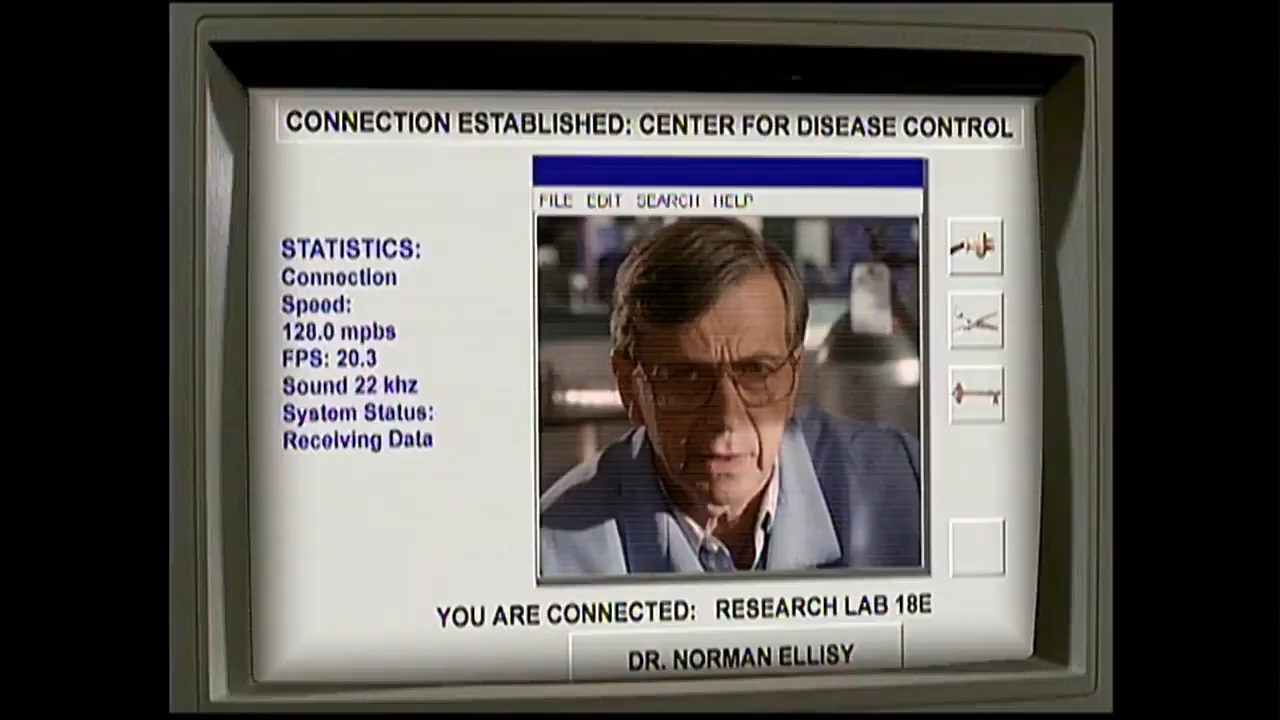 CONNECTION ESTABLISHED: CENTER FOR DISEASE CONTROL
FILE EDIT SEARCH HELP
STATISTICS:
Connection
Speed:
128.0 mpbs
FPS: 20.3
Sound 22 khz
System Status:
Receiving Data
YOU ARE CONNECTED: RESEARCH LAB 18E
DR. NORMAN ELLISY